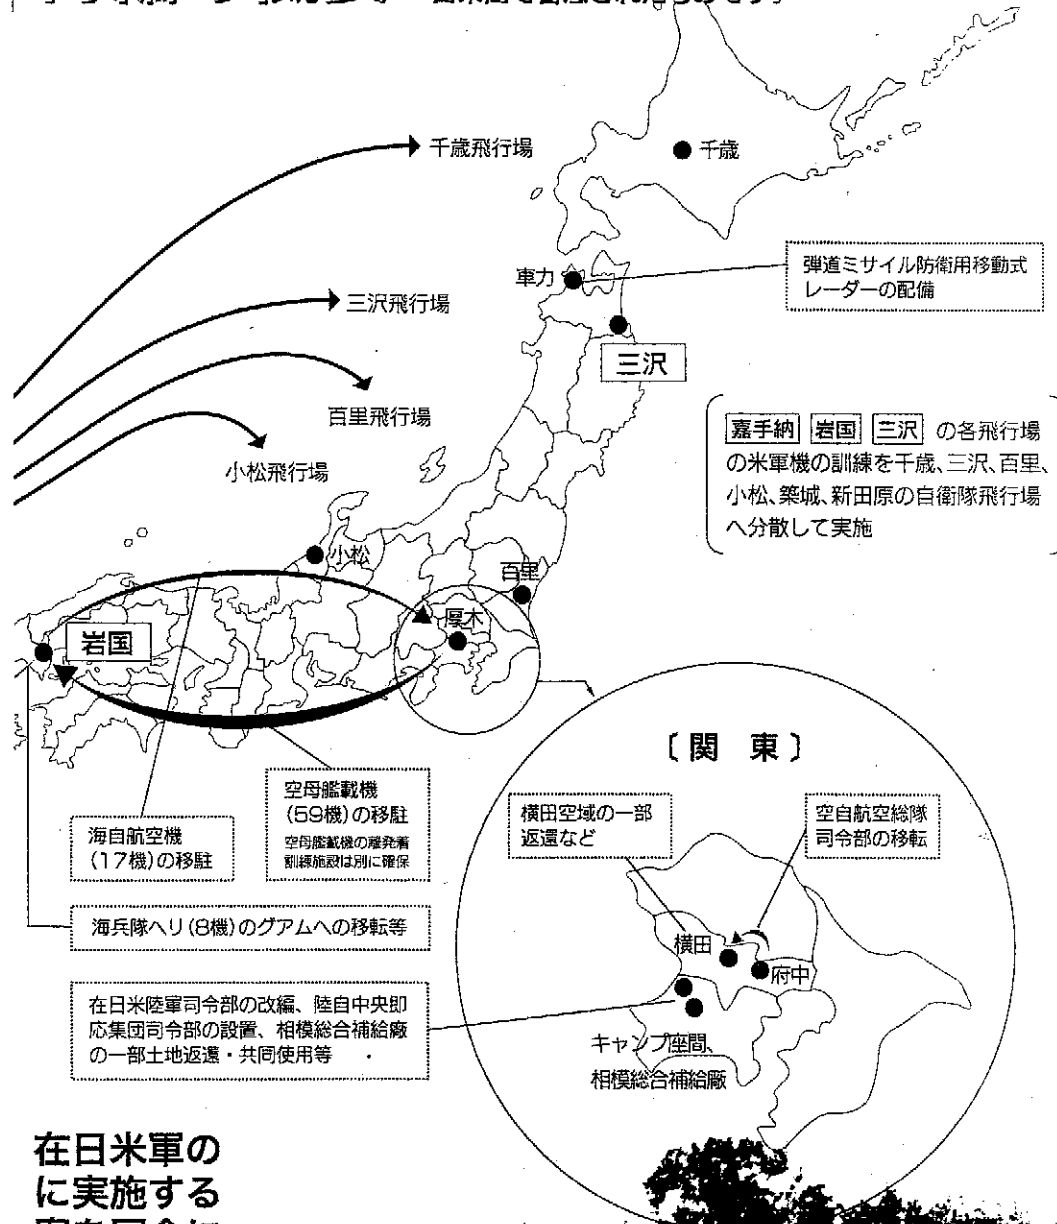 千歳飛行場
千歳
車力
弾道ミサイル防衛用移動式
レーダーの配備
三沢飛行場
三沢
百里飛行場
小松飛行場
嘉手納 岩国 三沢 の各飛行場
の米軍機の訓練を千歳、三沢、百里、
小松、築城、新田原の自衛隊飛行場
へ分散して実施
小松
百里
厚木
岩国
〔関 東〕
空母艦載機
(59機)の移駐
空母艦載機の離発着
訓練施設は別に確保
海自航空機
(17機)の移駐
横田空域の一部
返還など
空自航空総隊
司令部の移転
海兵隊ヘリ(8機)のグアムへの移転等
横田
府中
在日米陸軍司令部の改編、陸自中央即
応集団司令部の設置、相模総合補給廠
の一部土地返還・共同使用等
キャンプ座間、
相模総合補給廠
在日米軍の
に実施する